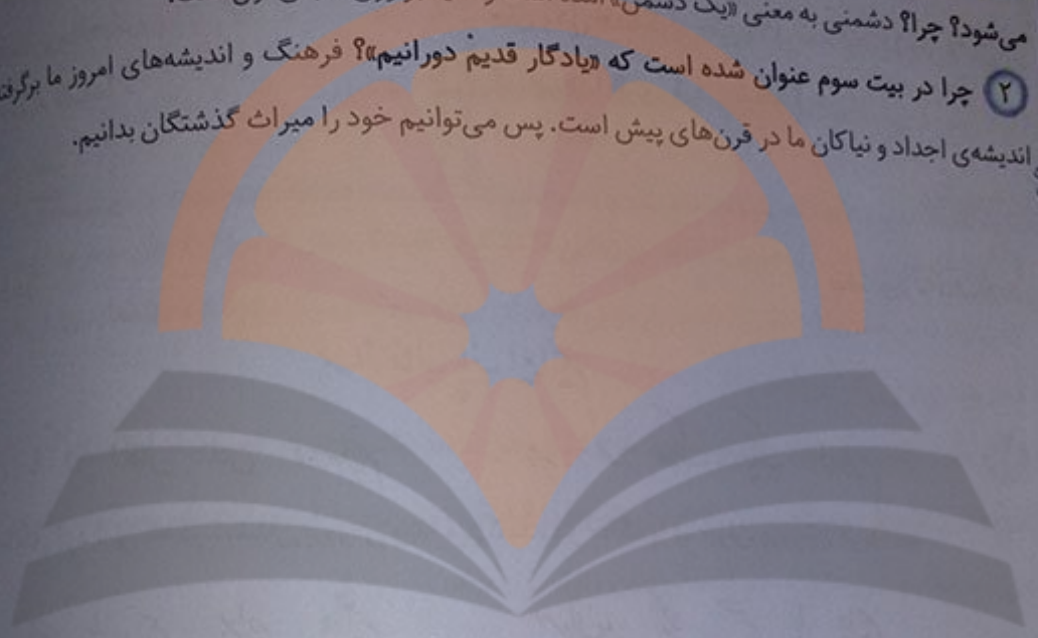 می‌شود؟ چرا؟ دشمنی به معنی «یک دشمن»
۲ چرا در بیت سوم عنوان شده است که «یادگار قدیمْ دورانیم»؟ فرهنگ و اندیشه‌های امروز ما برگرفته
اندیشه‌ی اجداد و نیاکان ما در قرن‌های پیش است. پس می‌توانیم خود را میراث گذشتگان بدانیم.